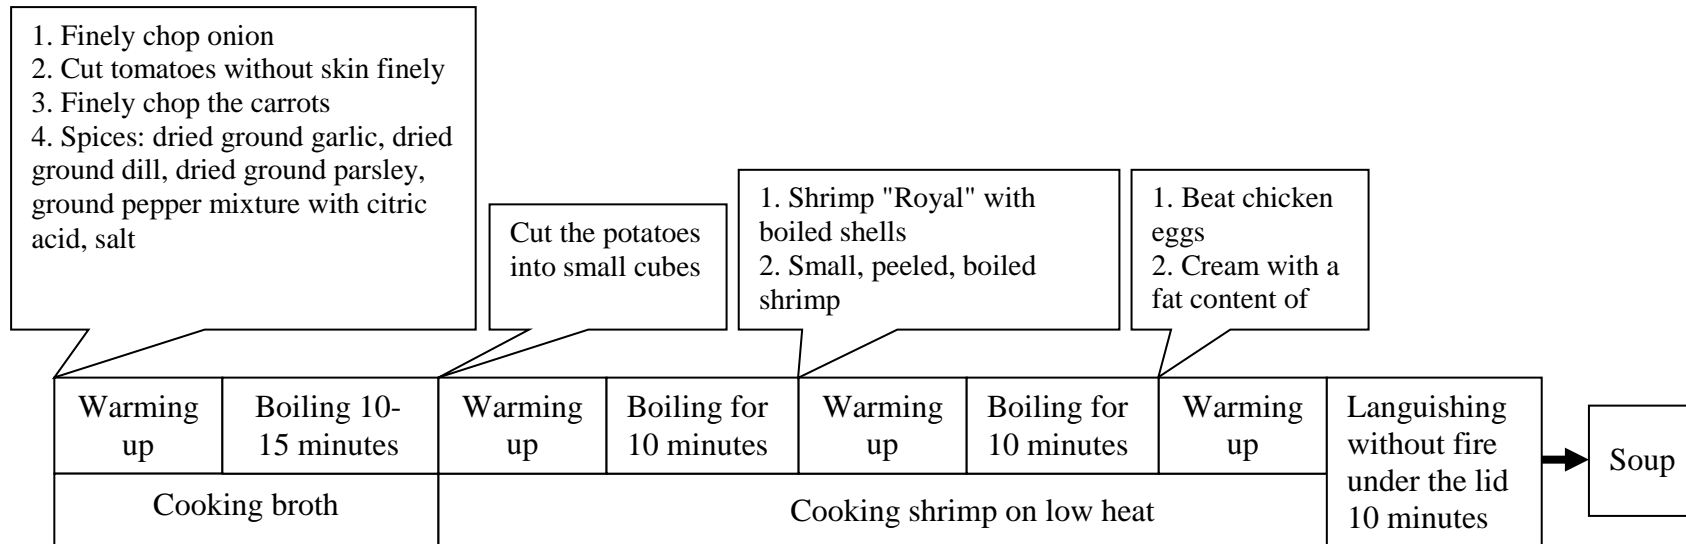 1. Finely chop onion
2. Cut tomatoes without skin finely
3. Finely chop the carrots
4. Spices: dried ground garlic, dried
ground dill, dried ground parsley,
ground pepper mixture with citric
acid, salt
Cut the potatoes
into small cubes
1. Shrimp "Royal" with
boiled shells
2. Small, peeled, boiled
shrimp
1. Beat chicken
eggs
2. Cream with a
fat content of
Warming
up
Boiling 10-
15 minutes
Warming
up
Boiling for
10 minutes
Warming
up
Boiling for
10 minutes
Warming
up
Languishing
without fire
under the lid
10 minutes
Soup
Cooking broth
Cooking shrimp on low heat